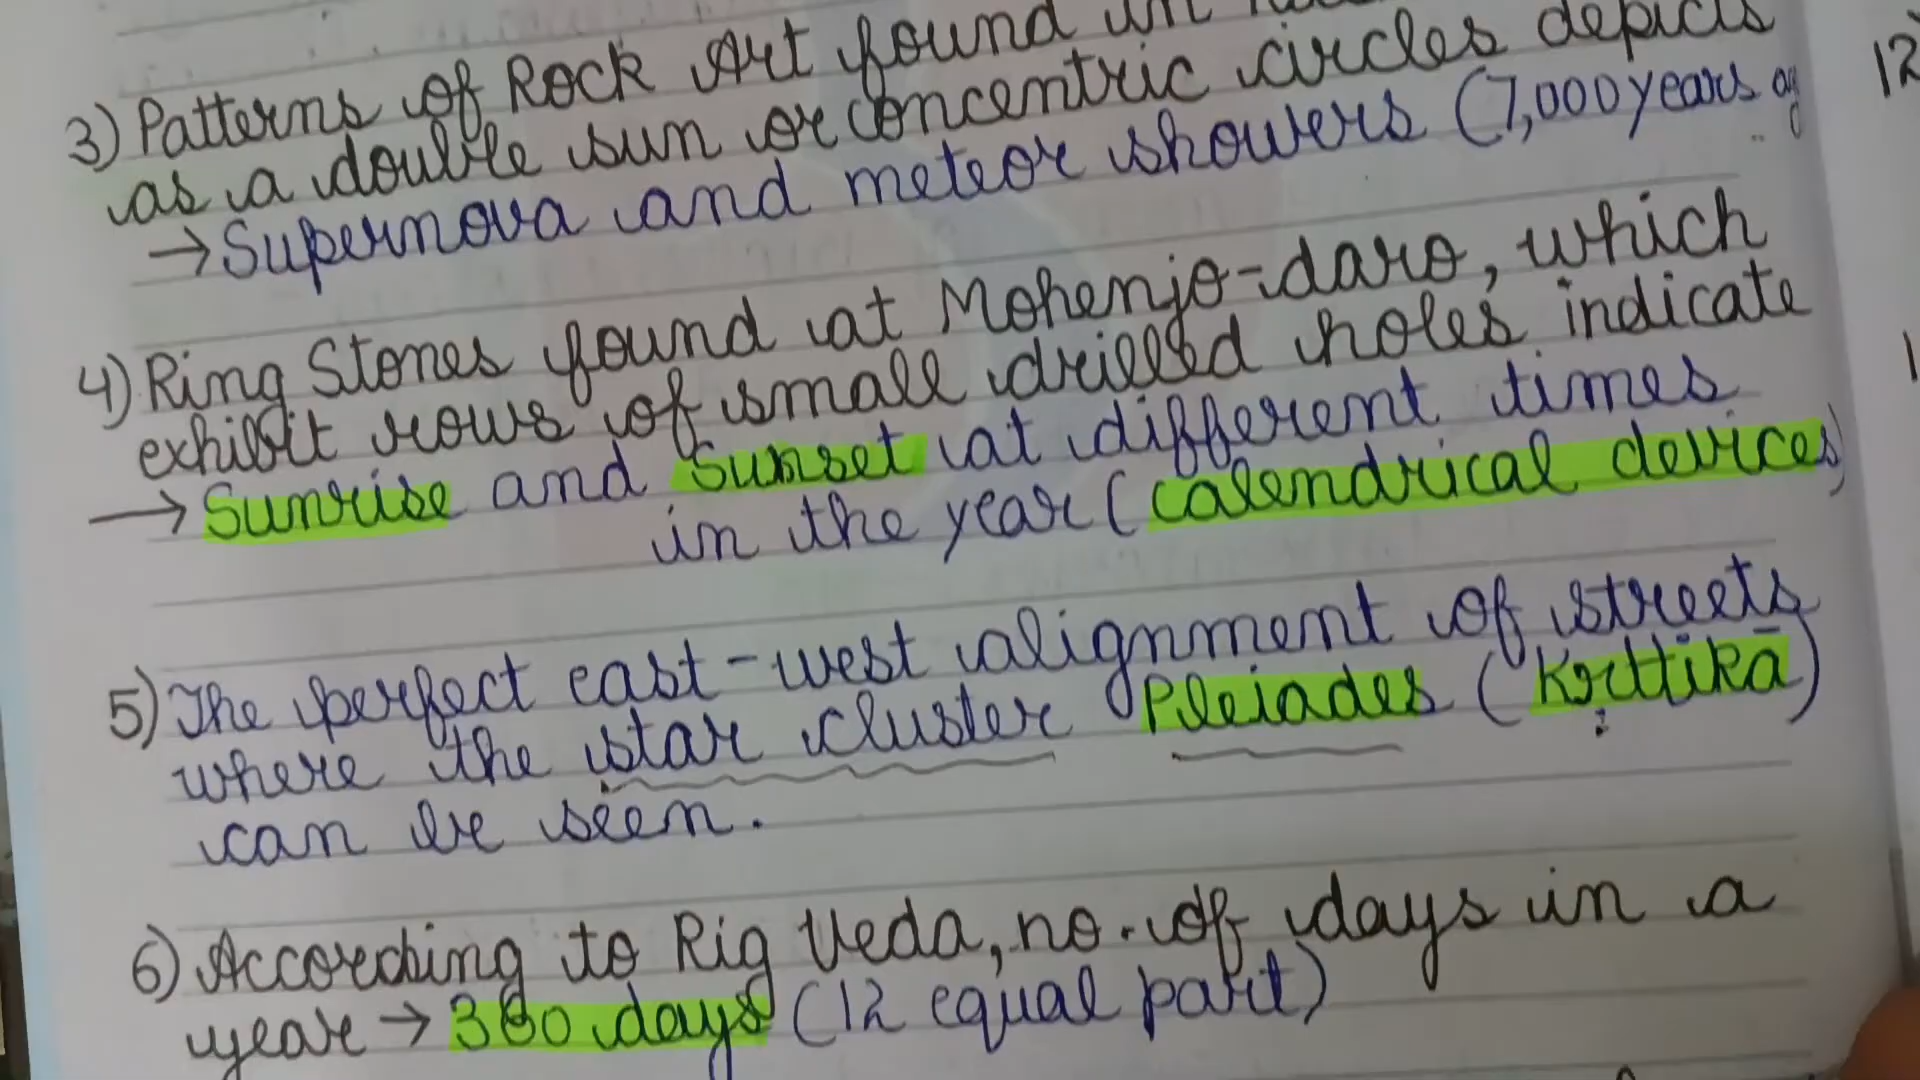 3) Patterns of Rock Art found in
as a double sun or concentric circles depicts
→ Supernova and meteor showers (7,000 years
4) Ring Stones found at Mohenjo-daro, which
exhibit rows of small drilled holes indicate
→ Sunrise and Sunset at different times
in the year (calendrical devices)
5) The perfect east-west alignment of streets
where the star cluster Pleiades (Kṛttikā)
can be seen.
6) According to Rig Veda, no. of days in a
year → 360 days (12 equal part)
12
1